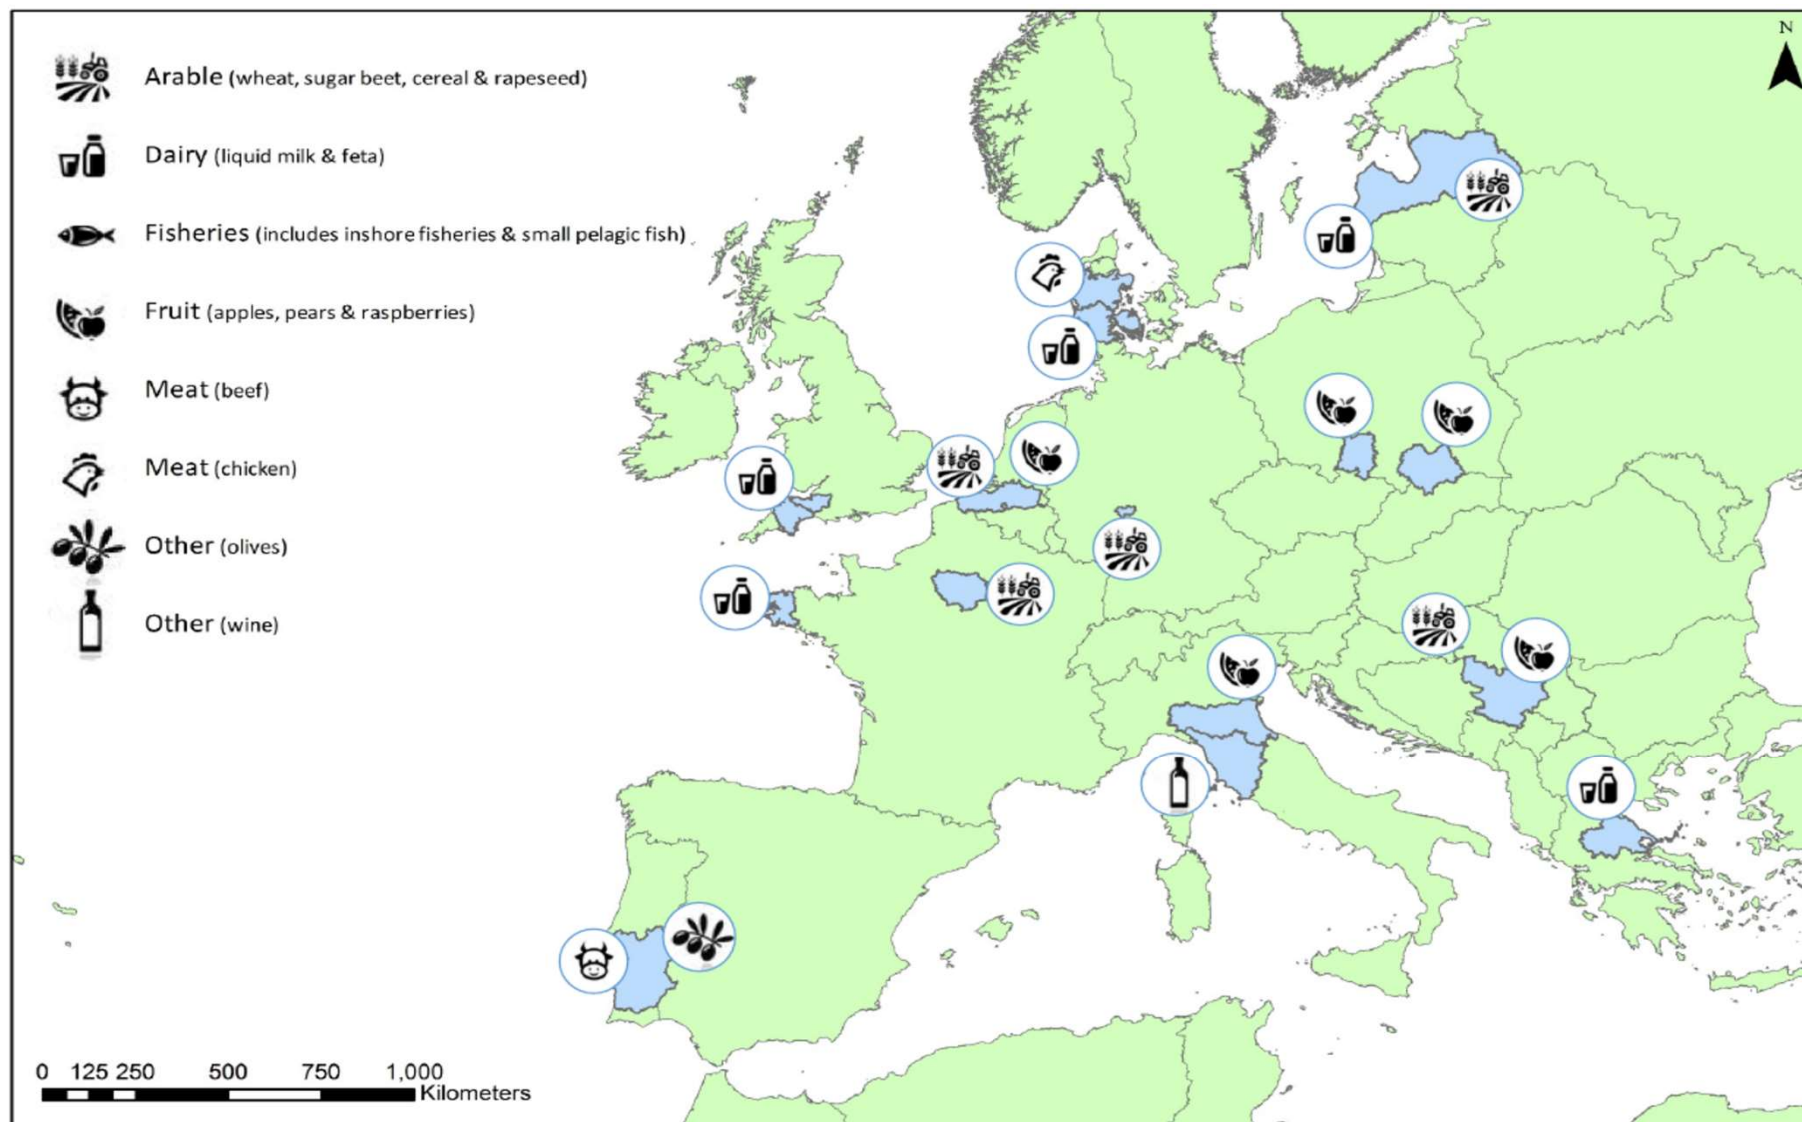 Arable (wheat, sugar beet, cereal & rapeseed)
Dairy (liquid milk & feta)
Fisheries (includes inshore fisheries & small pelagic fish)
Fruit (apples, pears & raspberries)
Meat (beef)
Meat (chicken)
Other (olives)
Other (wine)
N
0 125 250 500 750 1,000
Kilometers